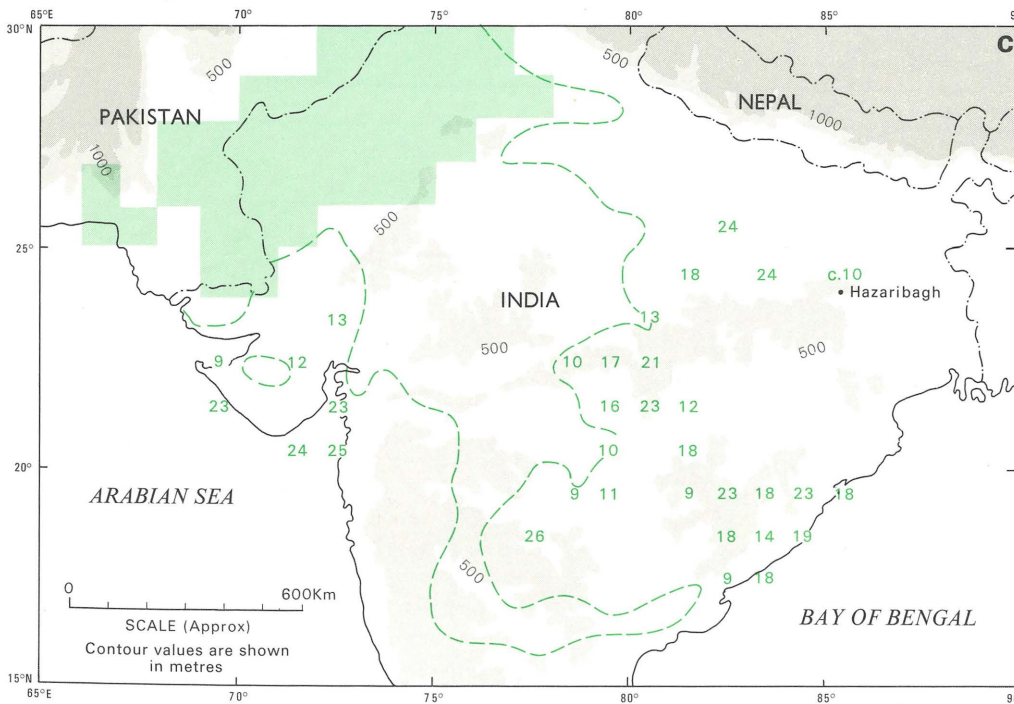 65°E 70° 75° 80° 85° 9
30°N
C
500
500
PAKISTAN
NEPAL
1000
1000
500
24
25°
18 24 c.10
INDIA
Hazaribagh
13 13
500 500
9 12 10 17 21
23 23 16 23 12
24 25 10 18
20°
ARABIAN SEA
9 11 9 23 18 23 18
26 18 14 19
500
9 18
0 600Km
SCALE (Approx)
Contour values are shown
in metres
BAY OF BENGAL
15°N
65°E 70° 75° 80° 85° 9